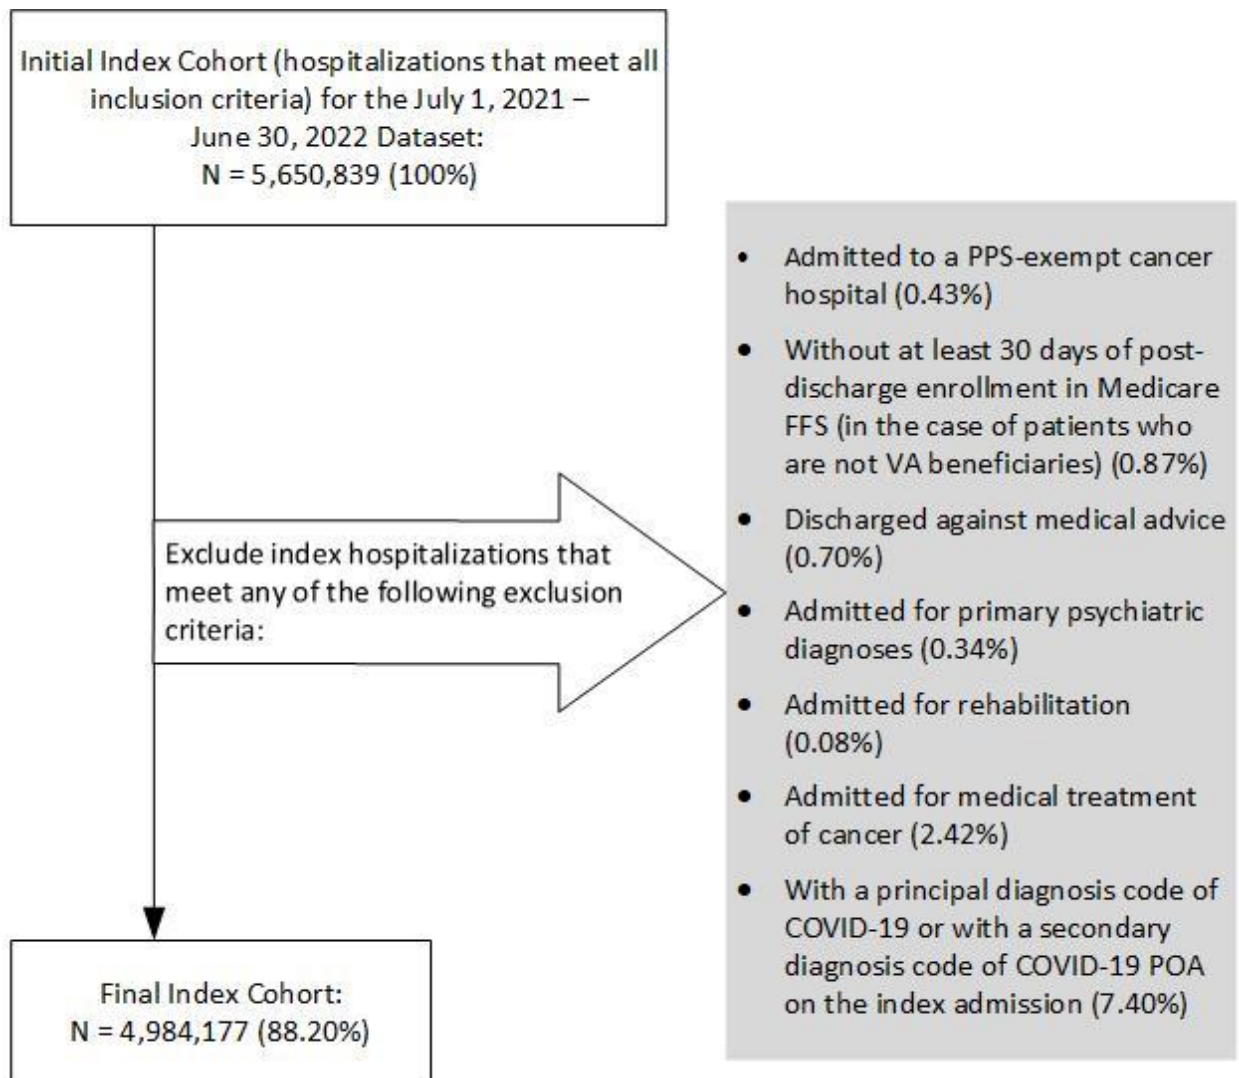 Initial Index Cohort (hospitalizations that meet all
inclusion criteria) for the July 1, 2021 –
June 30, 2022 Dataset:
N = 5,650,839 (100%)
Exclude index hospitalizations that
meet any of the following exclusion
criteria:
• Admitted to a PPS-exempt cancer
hospital (0.43%)
• Without at least 30 days of post-
discharge enrollment in Medicare
FFS (in the case of patients who
are not VA beneficiaries) (0.87%)
• Discharged against medical advice
(0.70%)
• Admitted for primary psychiatric
diagnoses (0.34%)
• Admitted for rehabilitation
(0.08%)
• Admitted for medical treatment
of cancer (2.42%)
• With a principal diagnosis code of
COVID-19 or with a secondary
diagnosis code of COVID-19 POA
on the index admission (7.40%)
Final Index Cohort:
N = 4,984,177 (88.20%)